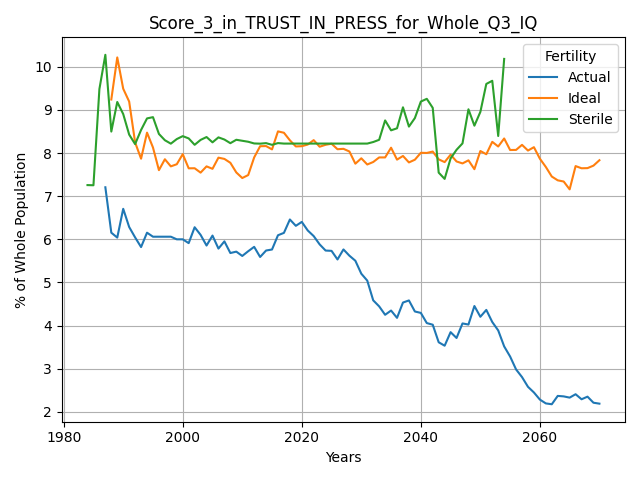 Score_3_in_TRUST_IN_PRESS_for_Whole_Q3_IQ
% of Whole Population
10
9
8
7
6
5
4
3
2
Fertility
Actual
Ideal
Sterile
1980
2000
2020
2040
2060
Years